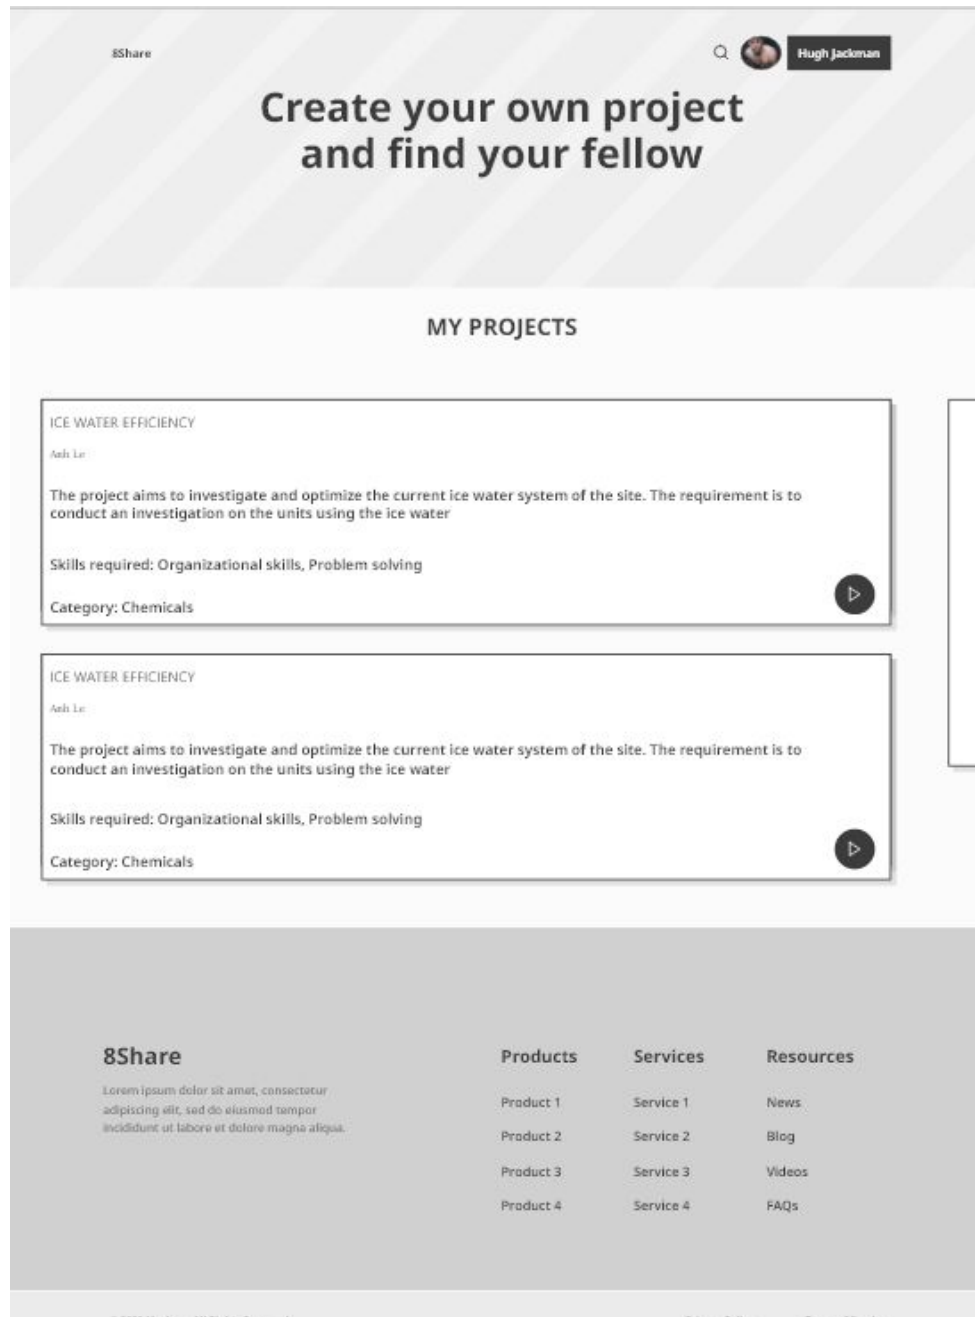 8Share
Hugh Jackman
Create your own project
and find your fellow
MY PROJECTS
ICE WATER EFFICIENCY
Anh Le
The project aims to investigate and optimize the current ice water system of the site. The requirement is to
conduct an investigation on the units using the ice water
Skills required: Organizational skills, Problem solving
Category: Chemicals
ICE WATER EFFICIENCY
Anh Le
The project aims to investigate and optimize the current ice water system of the site. The requirement is to
conduct an investigation on the units using the ice water
Skills required: Organizational skills, Problem solving
Category: Chemicals
8Share
Lorem ipsum dolor sit amet, consectetur
adipiscing elit, sed do eiusmod tempor
incididunt ut labore et dolore magna aliqua.
Products
Product 1
Product 2
Product 3
Product 4
Services
Service 1
Service 2
Service 3
Service 4
Resources
News
Blog
Videos
FAQs